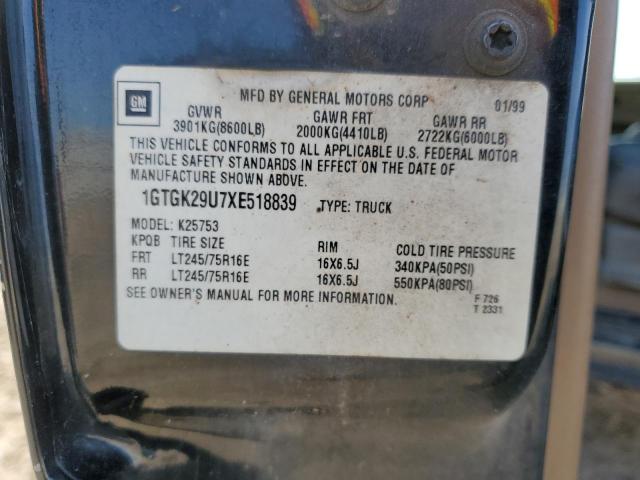 GM
MFD BY GENERAL MOTORS CORP 01/99
GVWR GAWR FRT GAWR RR
3901KG(8600LB) 2000KG(4410LB) 2722KG(6000LB)
THIS VEHICLE CONFORMS TO ALL APPLICABLE U.S. FEDERAL MOTOR
VEHICLE SAFETY STANDARDS IN EFFECT ON THE DATE OF
MANUFACTURE SHOWN ABOVE.
1GTGK29U7XE518839 TYPE: TRUCK
MODEL: K25753
KPQB TIRE SIZE RIM COLD TIRE PRESSURE
FRT LT245/75R16E 16X6.5J 340KPA(50PSI)
RR LT245/75R16E 16X6.5J 550KPA(80PSI)
SEE OWNER'S MANUAL FOR MORE INFORMATION.
F 726
T 2331